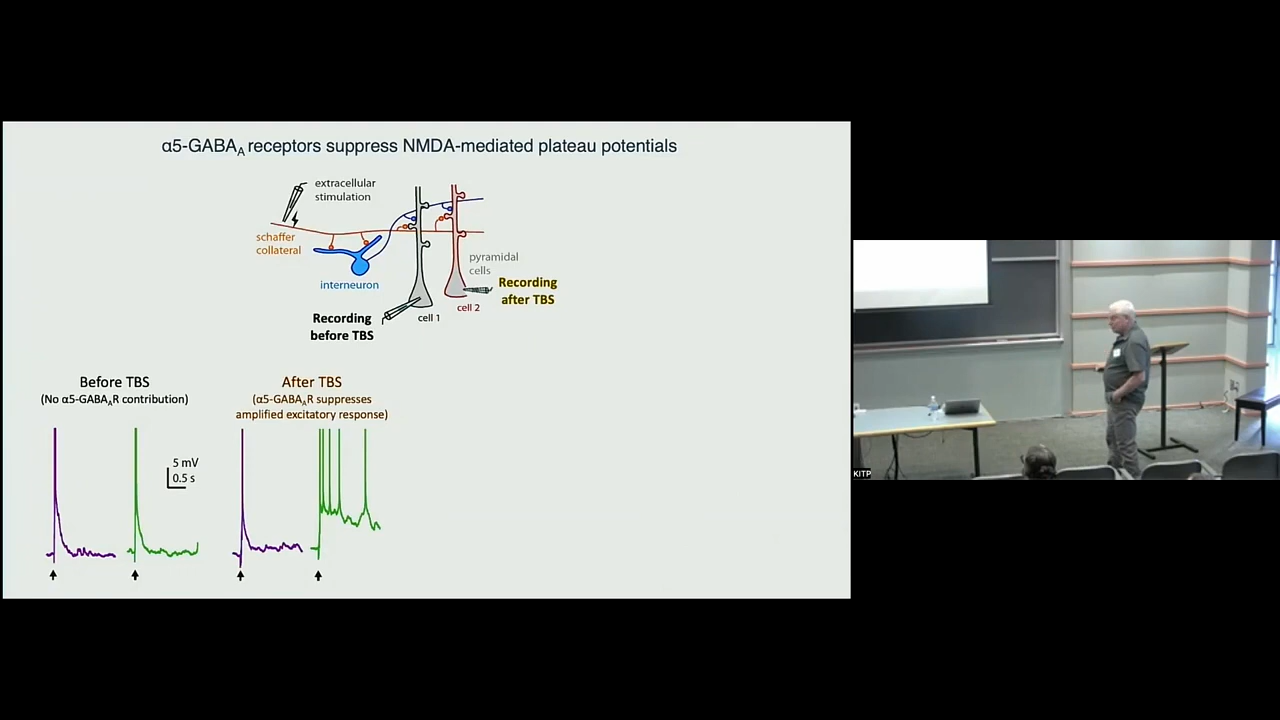 α5-GABAA receptors suppress NMDA-mediated plateau potentials
extracellular
stimulation
schaffer
collateral
interneuron
pyramidal
cells
Recording
after TBS
cell 2
cell 1
Recording
before TBS
Before TBS
(No α5-GABAAR contribution)
After TBS
(α5-GABAAR suppresses
amplified excitatory response)
5 mV
0.5 s
KITP